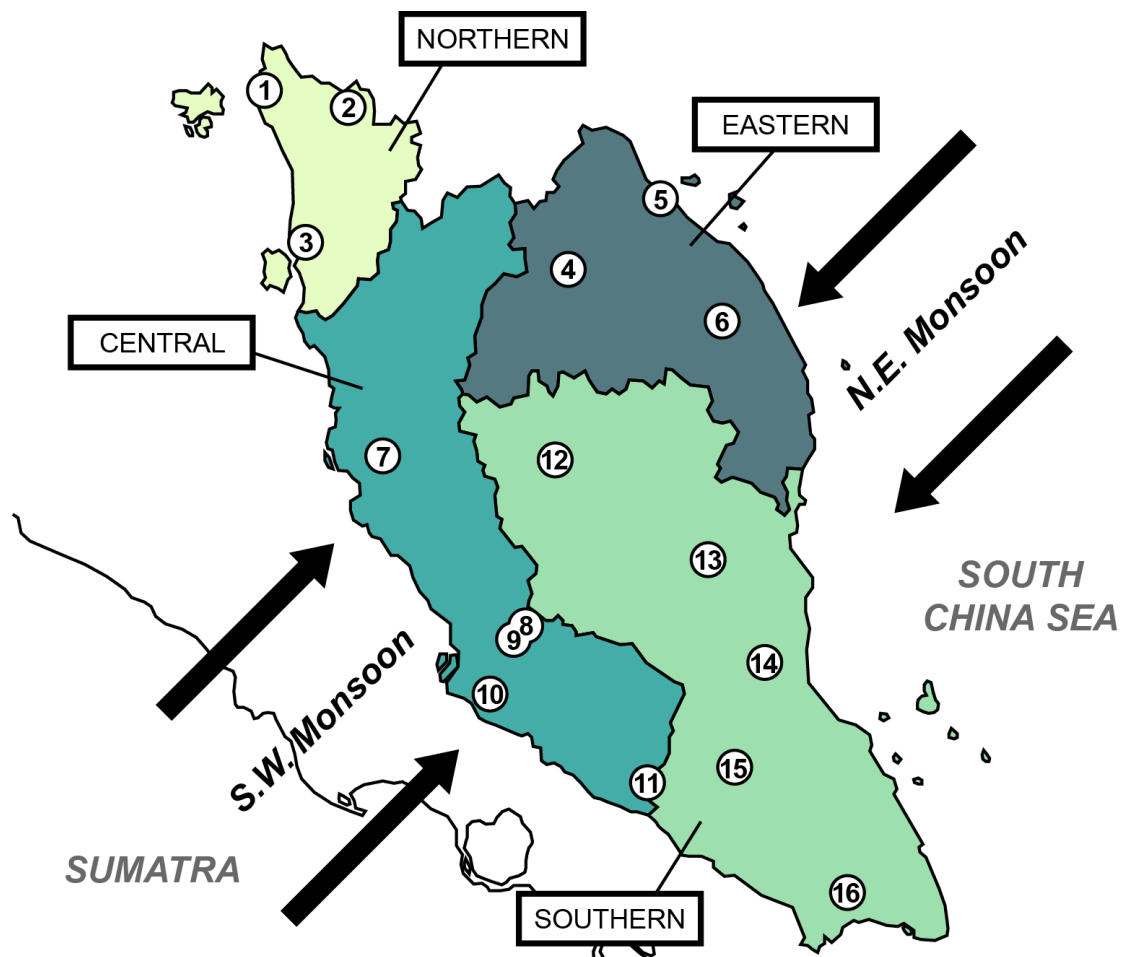 NORTHERN
1
2
EASTERN
5
3
4
N.E. Monsoon
6
CENTRAL
7
12
13
SOUTH
CHINA SEA
8
9
14
10
S.W. Monsoon
15
11
SUMATRA
16
SOUTHERN